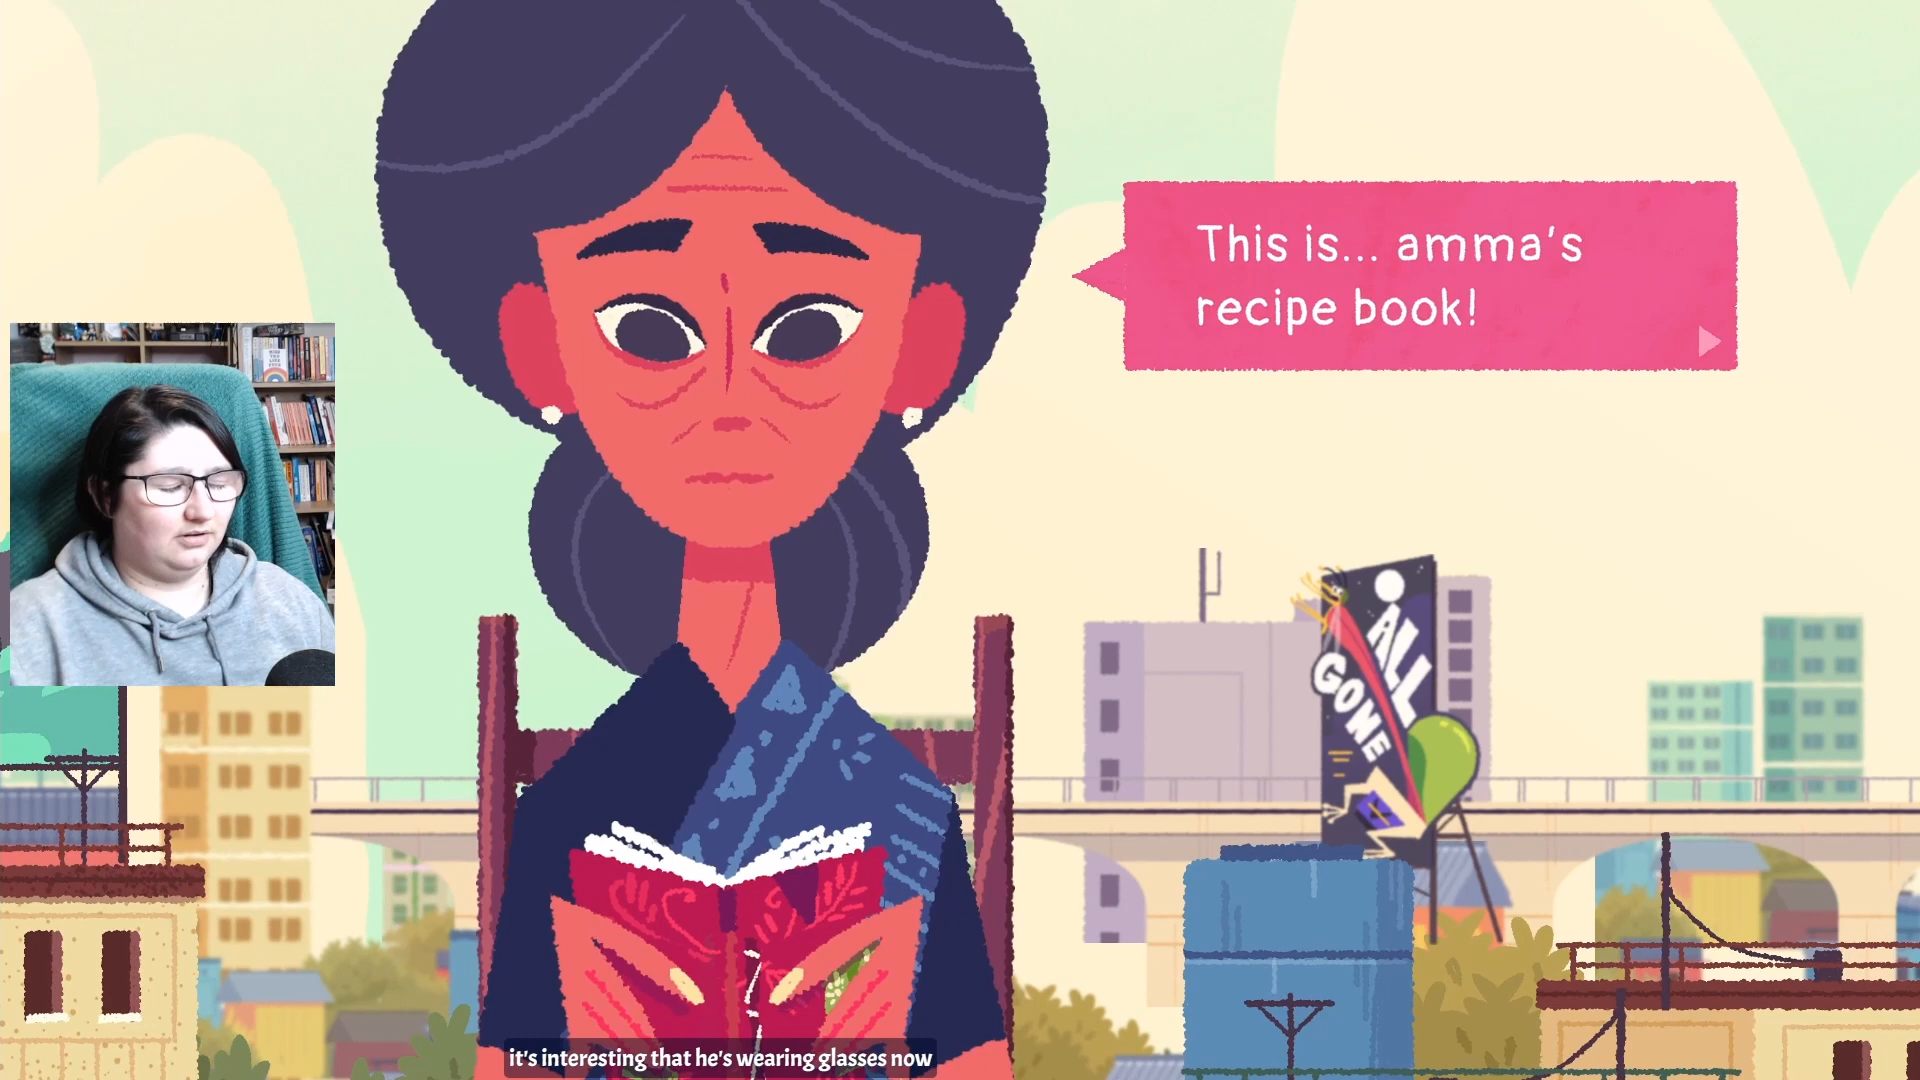 This is... amma's
recipe book!
ALL
GONE
it's interesting that he's wearing glasses now